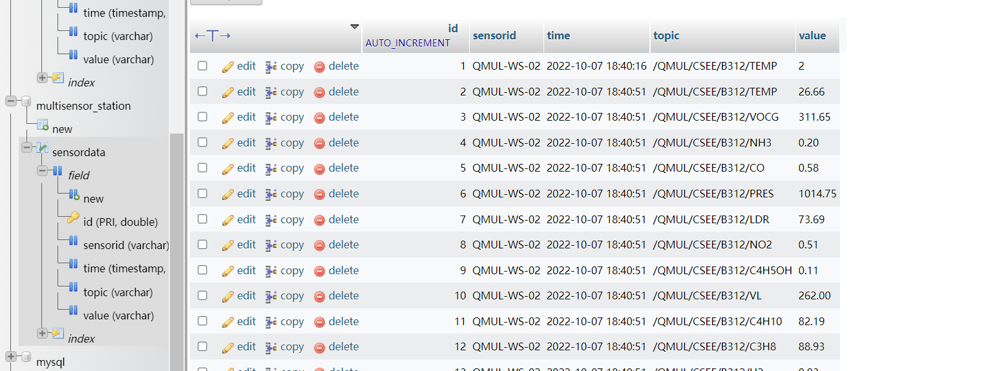 time (timestamp,
topic (varchar)
value (varchar)
index
multisensor_station
new
sensordata
field
new
id (PRI, double)
sensorid (varchar)
time (timestamp,
topic (varchar)
value (varchar)
index
mysql
id sensorid time topic value
AUTO_INCREMENT
edit copy delete 1 QMUL-WS-02 2022-10-07 18:40:16 /QMUL/CSEE/B312/TEMP 2
edit copy delete 2 QMUL-WS-02 2022-10-07 18:40:51 /QMUL/CSEE/B312/TEMP 26.66
edit copy delete 3 QMUL-WS-02 2022-10-07 18:40:51 /QMUL/CSEE/B312/VOCG 311.65
edit copy delete 4 QMUL-WS-02 2022-10-07 18:40:51 /QMUL/CSEE/B312/NH3 0.20
edit copy delete 5 QMUL-WS-02 2022-10-07 18:40:51 /QMUL/CSEE/B312/CO 0.58
edit copy delete 6 QMUL-WS-02 2022-10-07 18:40:51 /QMUL/CSEE/B312/PRES 1014.75
edit copy delete 7 QMUL-WS-02 2022-10-07 18:40:51 /QMUL/CSEE/B312/LDR 73.69
edit copy delete 8 QMUL-WS-02 2022-10-07 18:40:51 /QMUL/CSEE/B312/NO2 0.51
edit copy delete 9 QMUL-WS-02 2022-10-07 18:40:51 /QMUL/CSEE/B312/C4H5OH 0.11
edit copy delete 10 QMUL-WS-02 2022-10-07 18:40:51 /QMUL/CSEE/B312/VL 262.00
edit copy delete 11 QMUL-WS-02 2022-10-07 18:40:51 /QMUL/CSEE/B312/C4H10 82.19
edit copy delete 12 QMUL-WS-02 2022-10-07 18:40:51 /QMUL/CSEE/B312/C3H8 88.93